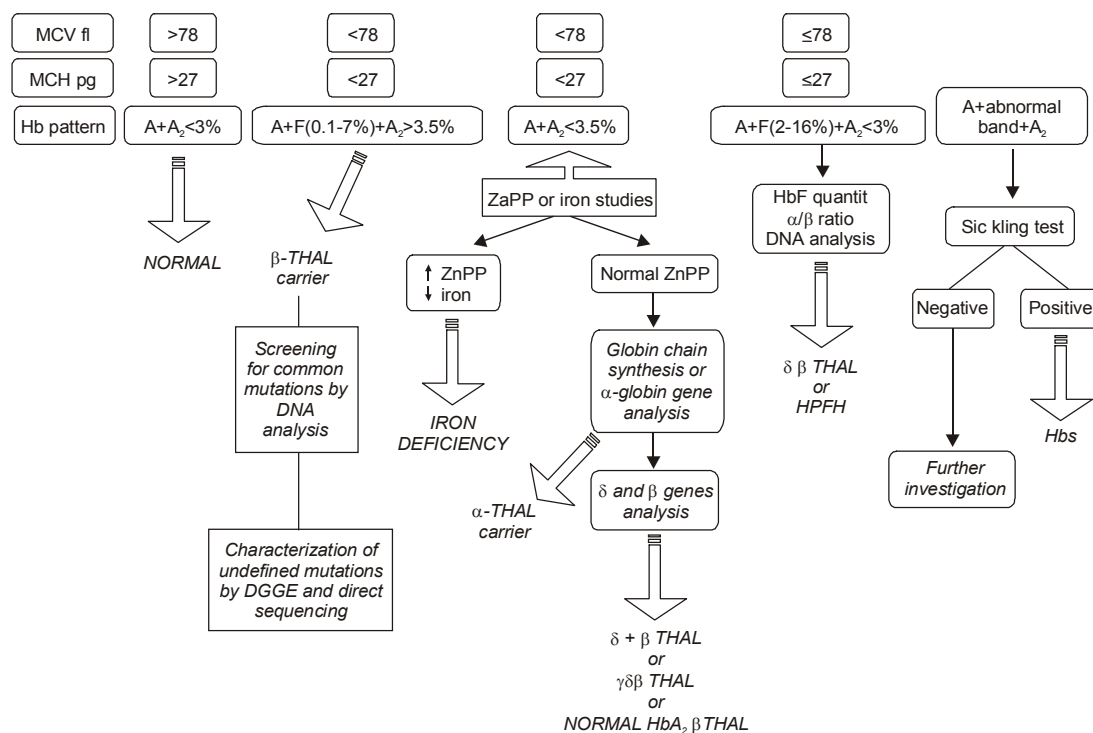 MCV fl
>78
<78
<78
≤78
MCH pg
>27
<27
<27
≤27
Hb pattern
A+A₂<3%
A+F(0.1-7%)+A₂>3.5%
A+A₂<3.5%
A+F(2-16%)+A₂<3%
A+abnormal
band+A₂
NORMAL
β-THAL
carrier
Screening
for common
mutations by
DNA
analysis
Characterization of
undefined mutations
by DGGE and direct
sequencing
ZaPP or iron studies
↑ ZnPP
↓ iron
IRON
DEFICIENCY
Normal ZnPP
Globin chain
synthesis or
α-globin gene
analysis
α-THAL
carrier
δ and β genes
analysis
δ + β THAL
or
γδβ THAL
or
NORMAL HbA₂ βTHAL
HbF quantit
α/β ratio
DNA analysis
δ β THAL
or
HPFH
Sic kling test
Negative
Positive
Further
investigation
Hbs